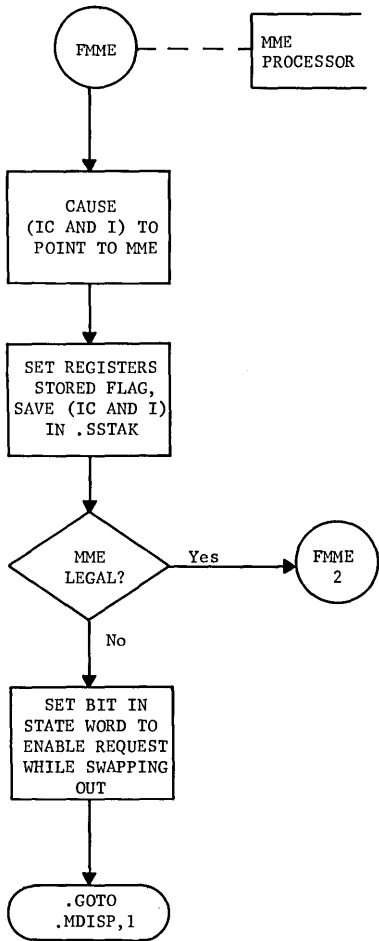 FMME
MME
PROCESSOR
CAUSE
(IC AND I) TO
POINT TO MME
SET REGISTERS
STORED FLAG,
SAVE (IC AND I)
IN .SSTAK
MME
LEGAL?
Yes
FMME
2
No
SET BIT IN
STATE WORD TO
ENABLE REQUEST
WHILE SWAPPING
OUT
.GOTO
.MDISP,1